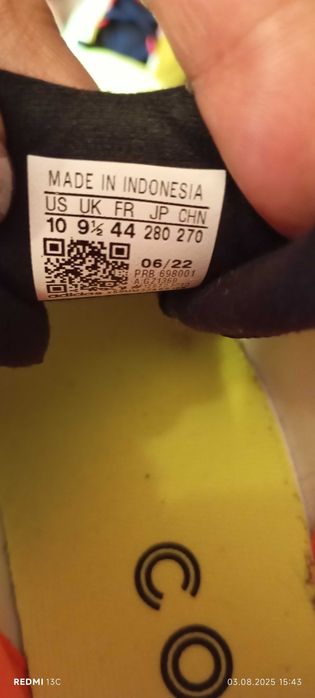 MADE IN INDONESIA
US UK FR JP CHN
10 9½ 44 280 270
06/22
PRB 698001
CO
REDMI 13C
03.08.2025 15:43